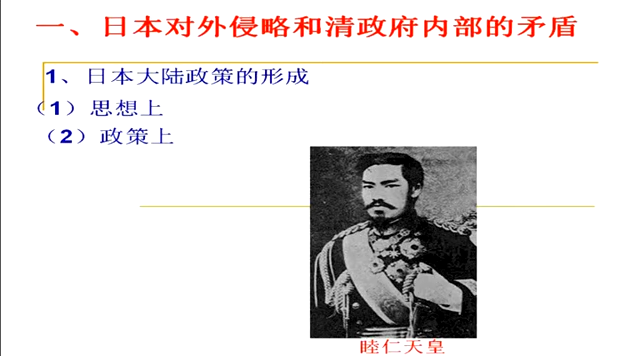 一、日本对外侵略和清政府内部的矛盾
1、日本大陆政策的形成
（1）思想上
（2）政策上
睦仁天皇